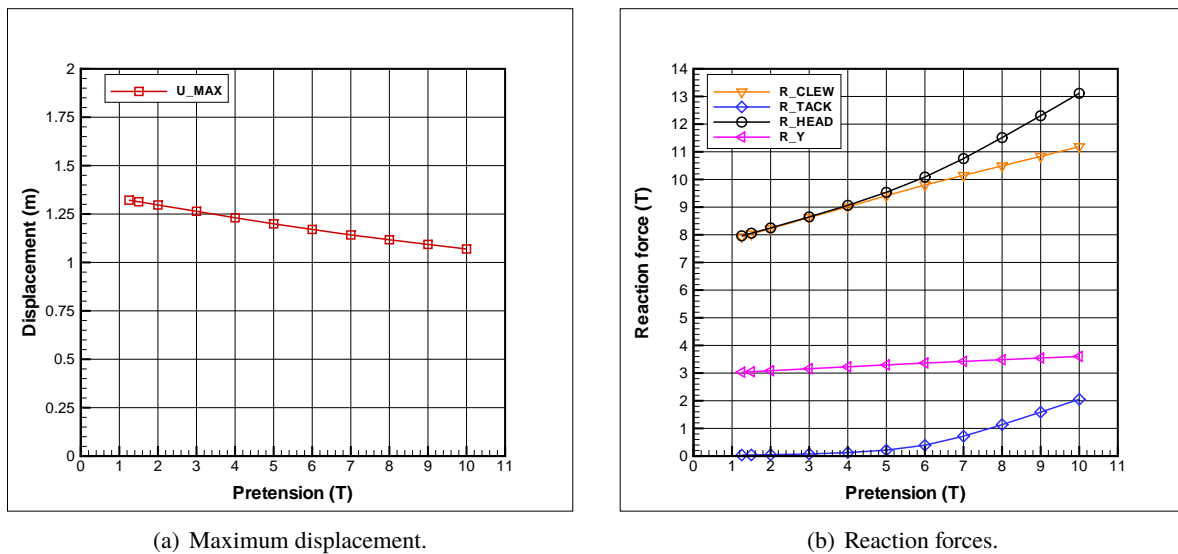 U_MAX
2
1.75
1.5
1.25
1
0.75
0.5
0.25
0
Displacement (m)
0 1 2 3 4 5 6 7 8 9 10 11
Pretension (T)
(a) Maximum displacement.
R_CLEW
R_TACK
R_HEAD
R_Y
14
13
12
11
10
9
8
7
6
5
4
3
2
1
0
Reaction force (T)
0 1 2 3 4 5 6 7 8 9 10 11
Pretension (T)
(b) Reaction forces.